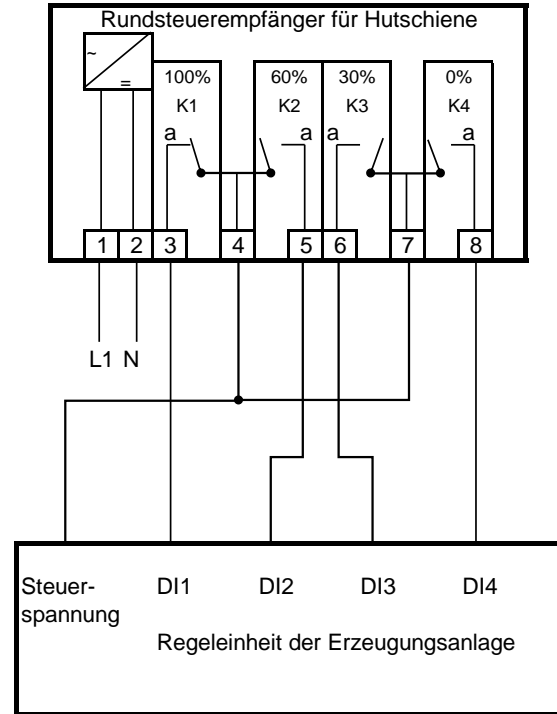 Rundsteuerempfänger für Hutschiene
~
=
100% 60% 30% 0%
K1 K2 K3 K4
a a a a
1 2 3 4 5 6 7 8
L1 N
Steuer- DI1 DI2 DI3 DI4
spannung
Regeleinheit der Erzeugungsanlage